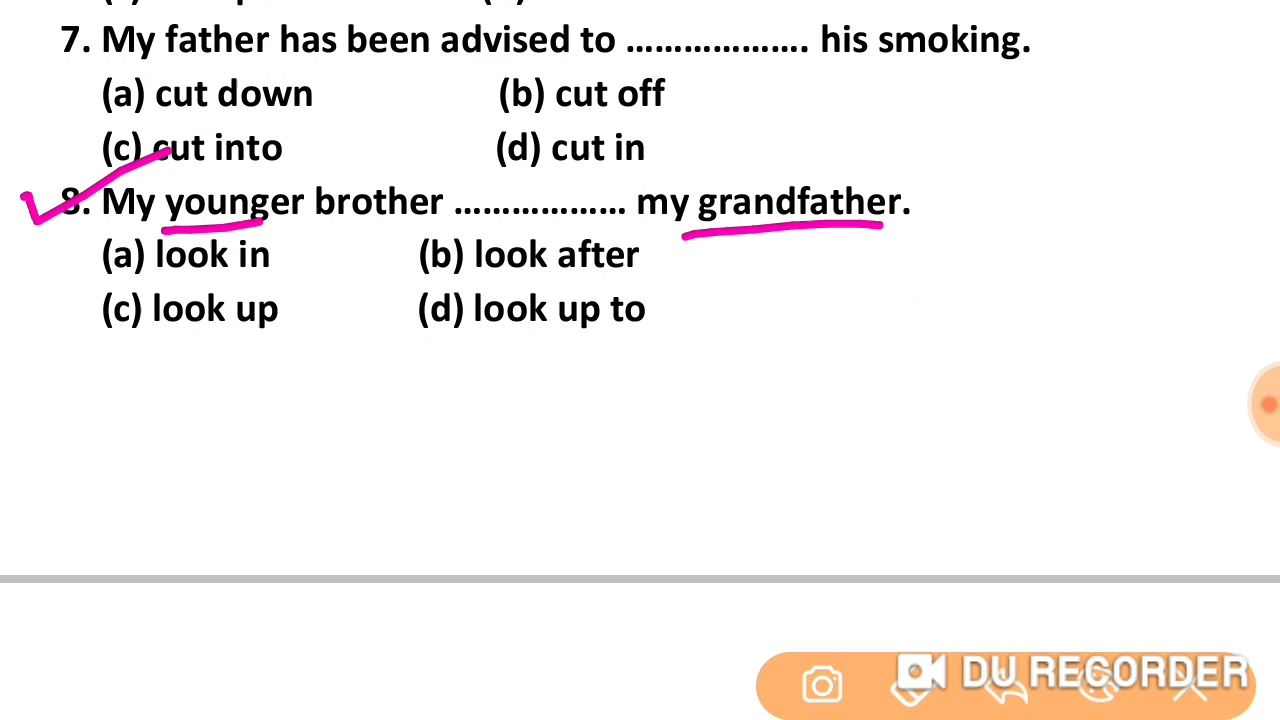 7. My father has been advised to ………………. his smoking.
(a) cut down (b) cut off
(c) cut into (d) cut in
8. My younger brother ……………… my grandfather.
(a) look in (b) look after
(c) look up (d) look up to
DU RECORDER